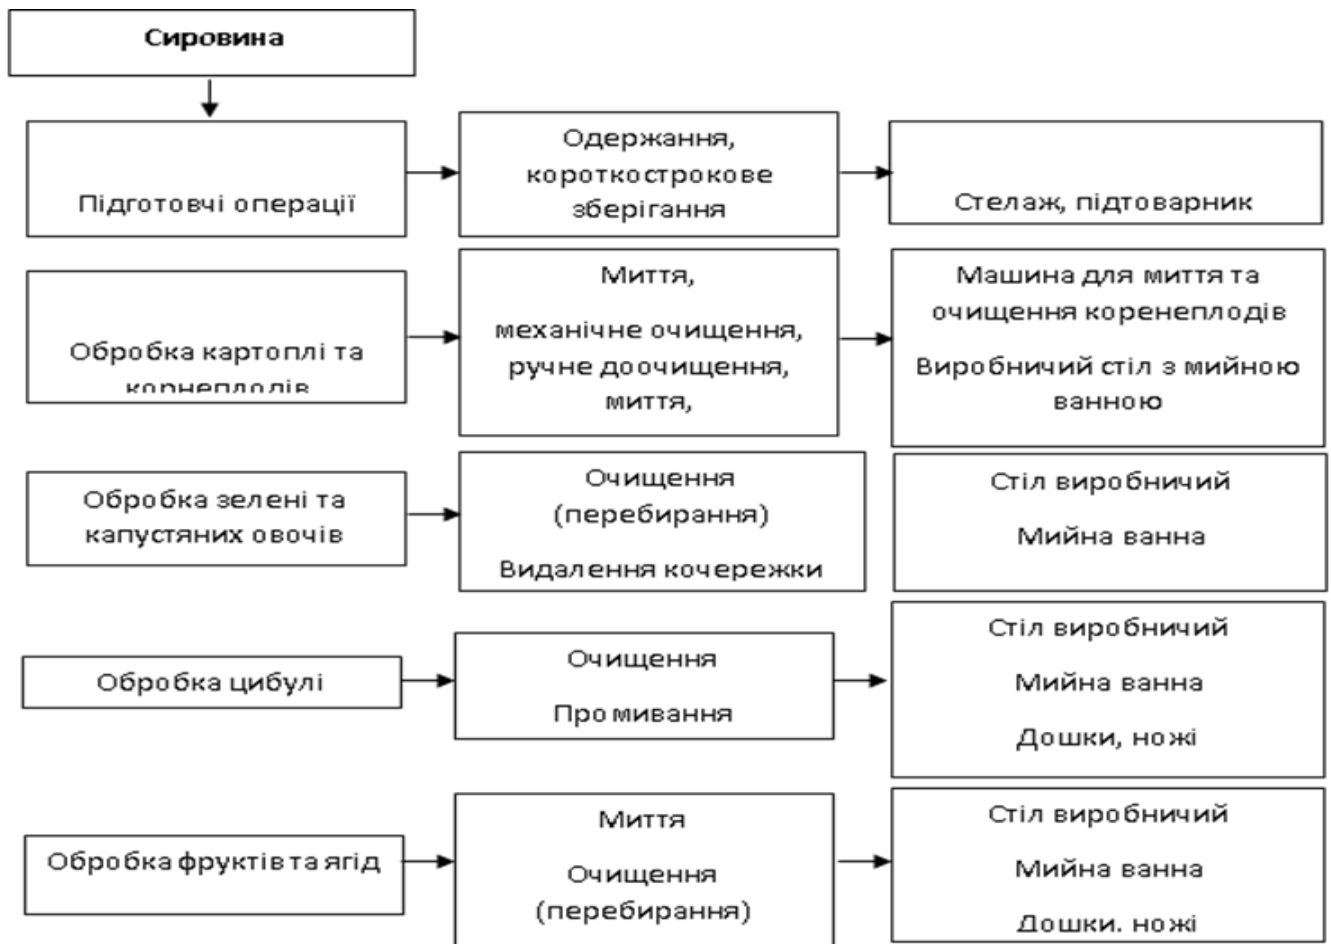 Сировина
Підготовчі операції
Одержання,
короткострокове
зберігання
Стелаж, підтоварник
Обробка картоплі та
корнеплодів
Миття,
механічне очищення,
ручне доочищення,
миття,
Машина для миття та
очищення коренеплодів
Виробничий стіл з мийною
ванною
Обробка зелені та
капустяних овочів
Очищення
(перебирання)
Видалення кочережки
Стіл виробничий
Мийна ванна
Обробка цибулі
Очищення
Промивання
Стіл виробничий
Мийна ванна
Дошки, ножі
Обробка фруктів та ягід
Миття
Очищення
(перебирання)
Стіл виробничий
Мийна ванна
Дошки. ножі